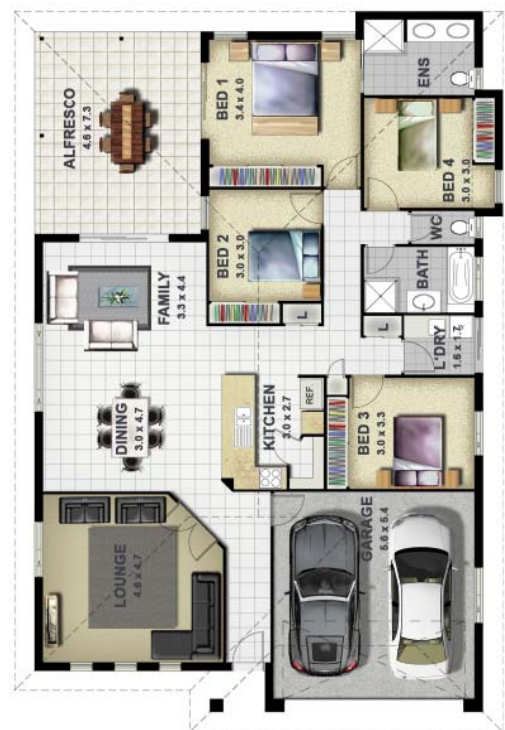 ALFRESCO
4.6 x 7.3
BED 1
3.4 x 4.0
ENS
BED 4
3.0 x 3.0
BED 2
3.0 x 3.0
WC
BATH
FAMILY
3.3 x 4.4
L
L
L'DRY
1.6 x 1.7
DINING
3.0 x 4.7
KITCHEN
3.0 x 2.7
REF.
BED 3
3.0 x 3.3
LOUNGE
4.6 x 4.7
GARAGE
5.6 x 5.4